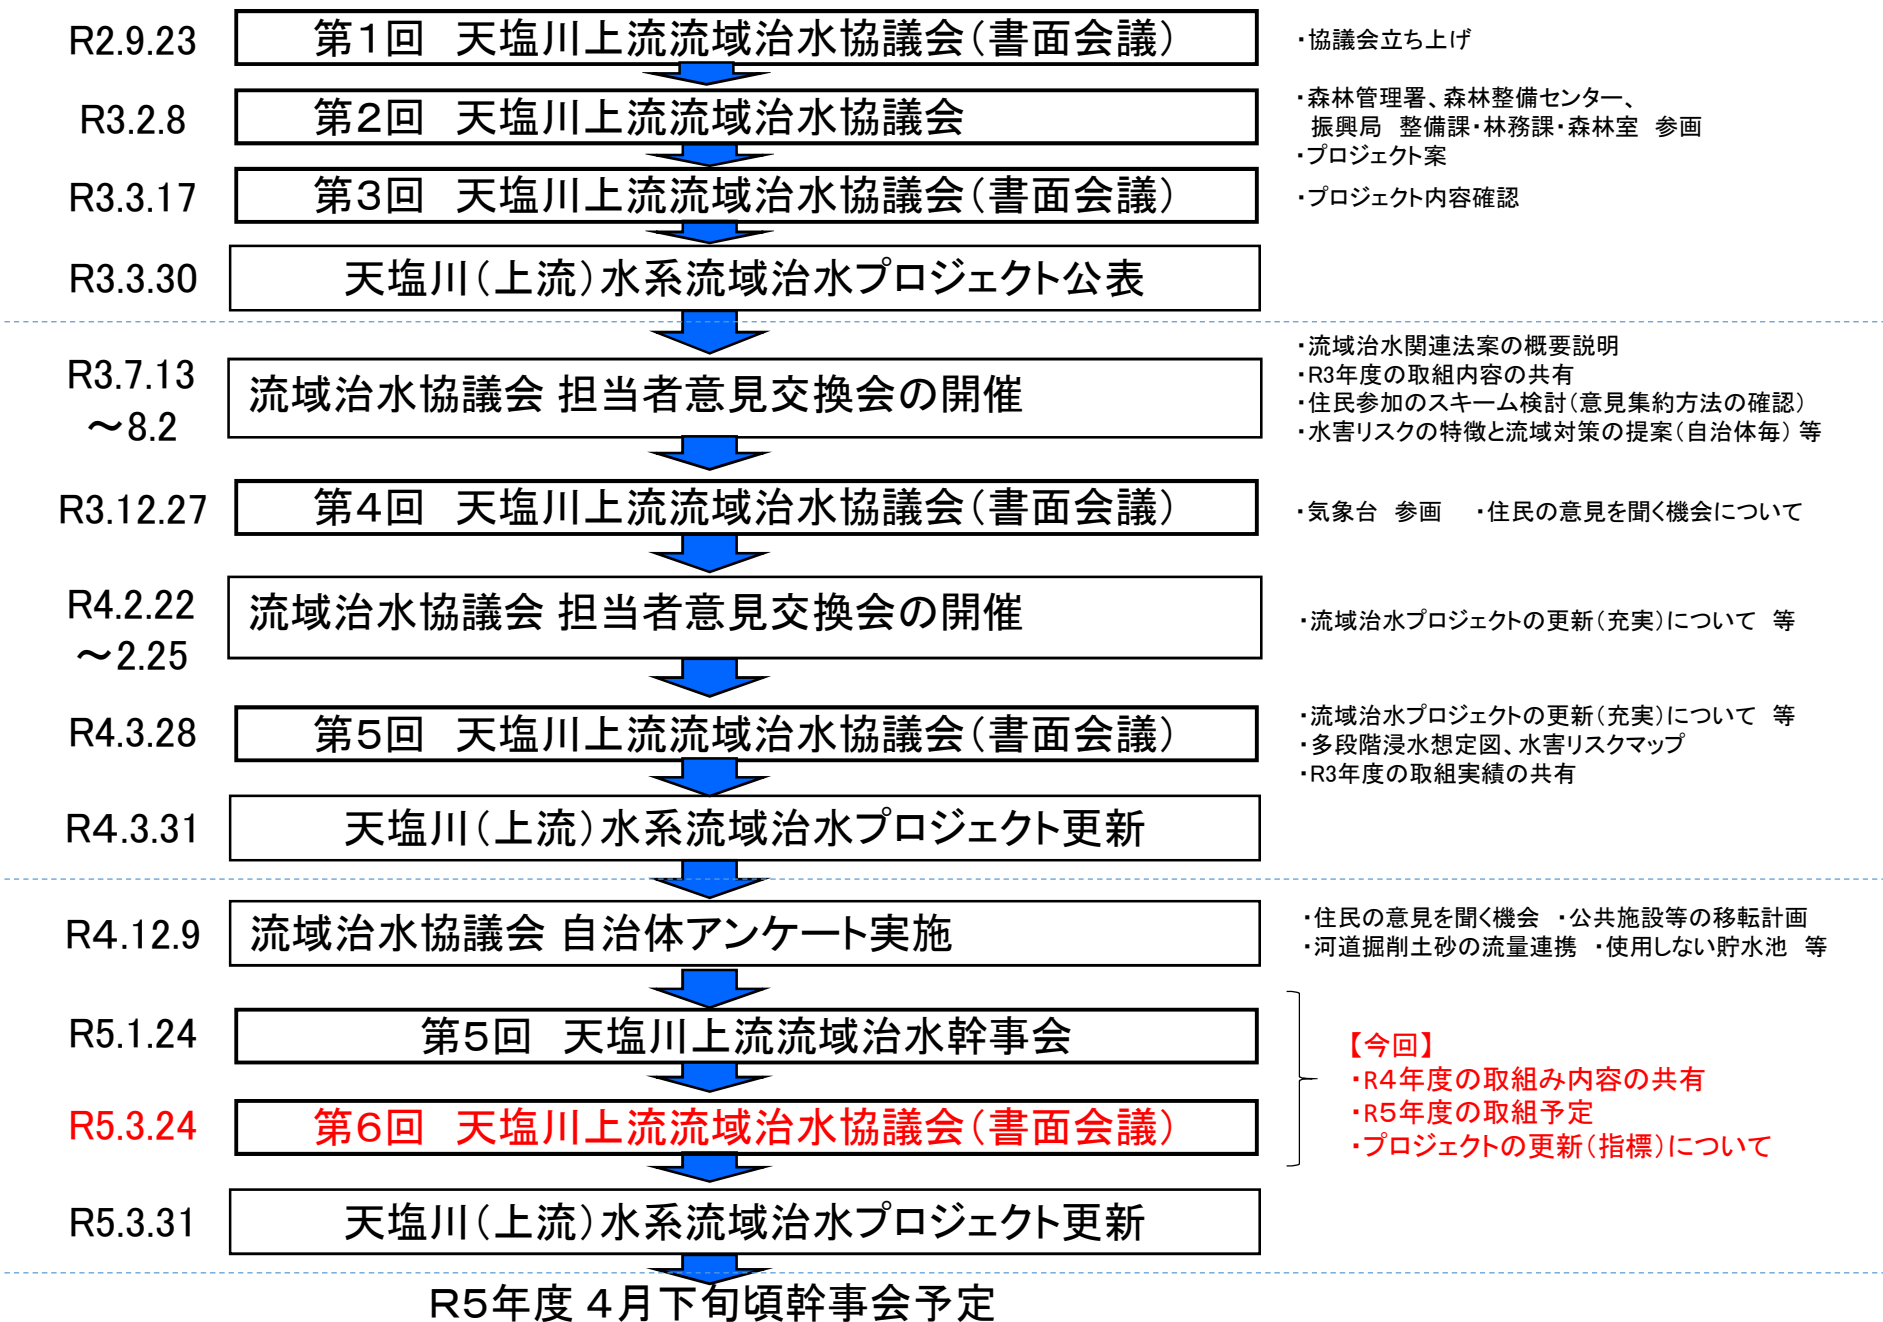 R2.9.23
第１回　天塩川上流流域治水協議会（書面会議）
・協議会立ち上げ
R3.2.8
第２回　天塩川上流流域治水協議会
・森林管理署、森林整備センター、
振興局　整備課・林務課・森林室　参画
・プロジェクト案
R3.3.17
第３回　天塩川上流流域治水協議会（書面会議）
・プロジェクト内容確認
R3.3.30
天塩川（上流）水系流域治水プロジェクト公表
R3.7.13
～8.2
流域治水協議会 担当者意見交換会の開催
・流域治水関連法案の概要説明
・R3年度の取組内容の共有
・住民参加のスキーム検討（意見集約方法の確認）
・水害リスクの特徴と流域対策の提案（自治体毎） 等
R3.12.27
第４回　天塩川上流流域治水協議会（書面会議）
・気象台　参画　・住民の意見を聞く機会について
R4.2.22
～2.25
流域治水協議会 担当者意見交換会の開催
・流域治水プロジェクトの更新（充実）について　等
R4.3.28
第５回　天塩川上流流域治水協議会（書面会議）
・流域治水プロジェクトの更新（充実）について　等
・多段階浸水想定図、水害リスクマップ
・R3年度の取組実績の共有
R４.3.31
天塩川（上流）水系流域治水プロジェクト更新
R４.12.9
流域治水協議会 自治体アンケート実施
・住民の意見を聞く機会　・公共施設等の移転計画
・河道掘削土砂の流量連携　・使用しない貯水池　等
R5.1.24
第５回　天塩川上流流域治水幹事会
【今回】
・R４年度の取組み内容の共有
・R５年度の取組予定
・プロジェクトの更新（指標）について
R5.3.24
第６回　天塩川上流流域治水協議会（書面会議）
R5.3.31
天塩川（上流）水系流域治水プロジェクト更新
R５年度 ４月下旬頃幹事会予定